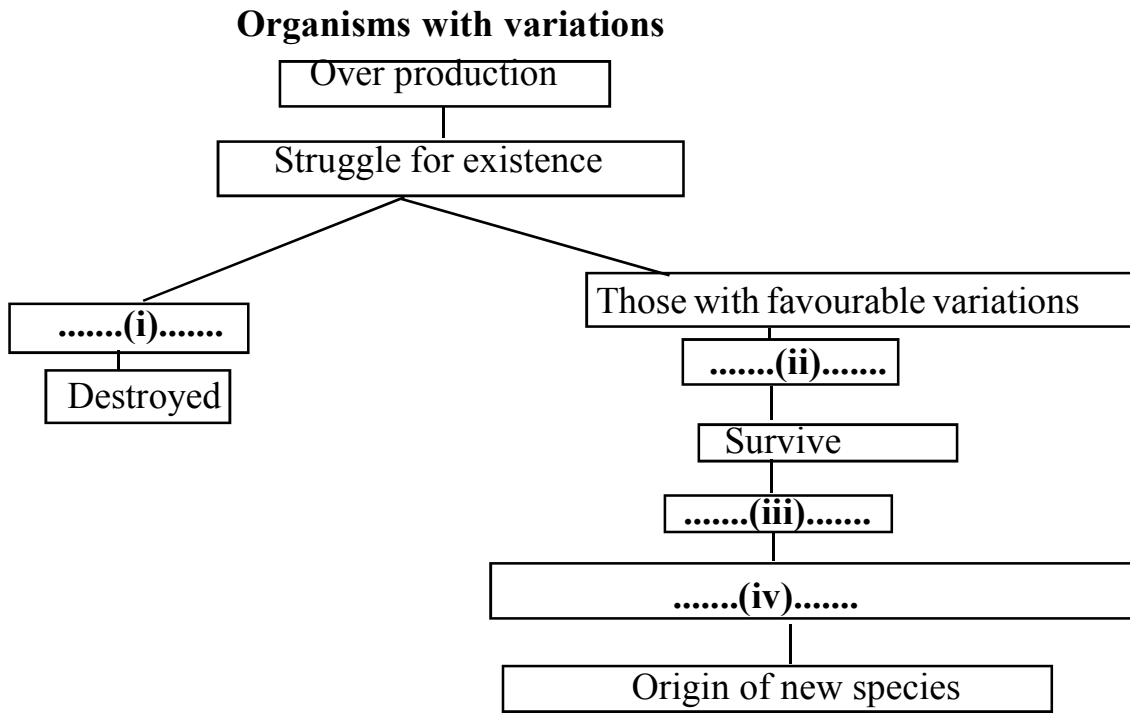 Organisms with variations
Over production
Struggle for existence
.......(i).......
Those with favourable variations
.......(ii).......
Destroyed
Survive
.......(iii).......
.......(iv).......
Origin of new species